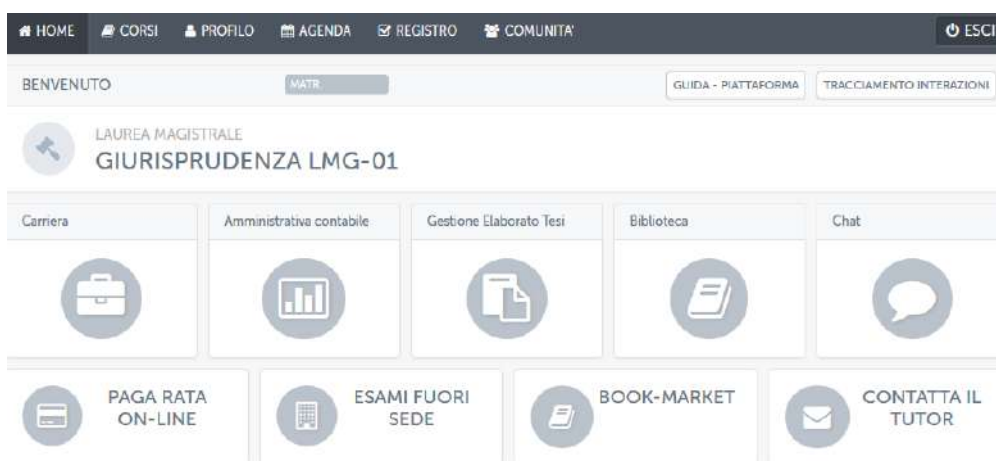 HOME CORSI PROFILO AGENDA REGISTRO COMUNITA' ESCI
BENVENUTO MATR. GUIDA - PIATTAFORMA TRACCIAMENTO INTERAZIONI
LAUREA MAGISTRALE
GIURISPRUDENZA LMG-01
Carriera Amministrativa contabile Gestione Elaborato Tesi Biblioteca Chat
PAGA RATA
ON-LINE
ESAMI FUORI
SEDE
BOOK-MARKET
CONTATTA IL
TUTOR